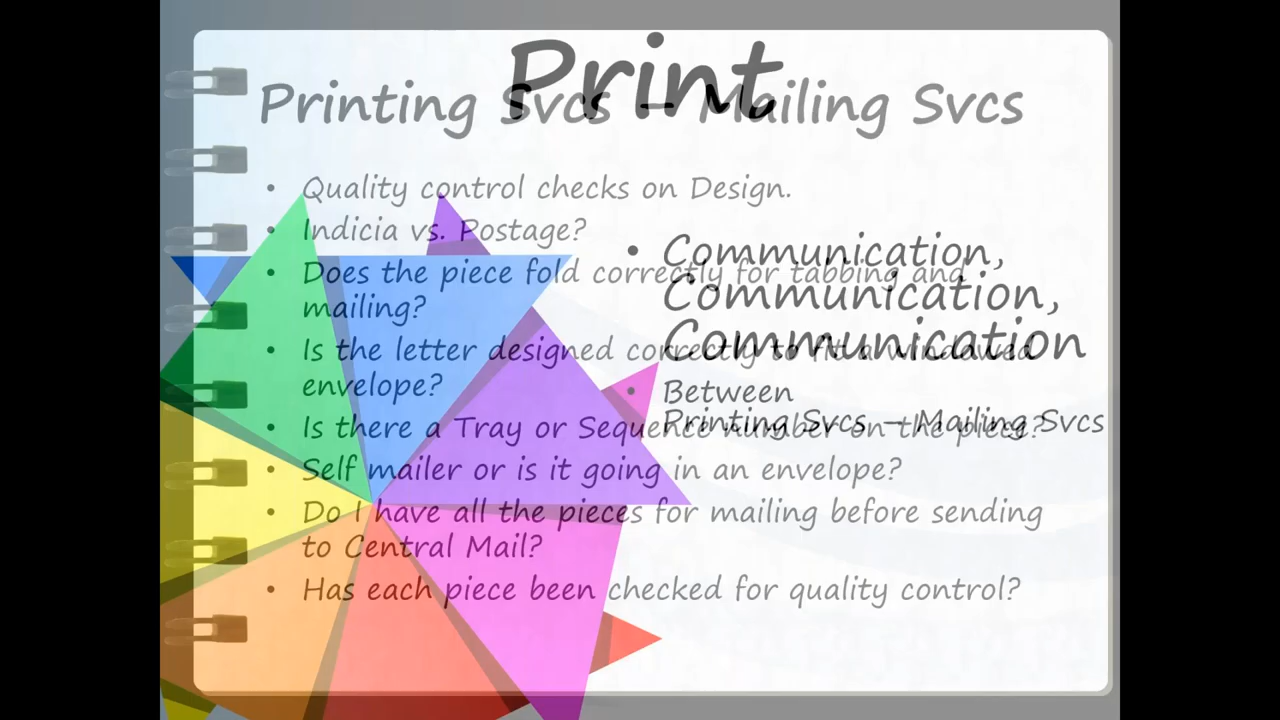 Print
Printing Svcs – Mailing Svcs
• Quality control checks on Design.
• Indicia vs. Postage?
• Does the piece fold correctly for tabbing and
mailing?
• Is the letter designed correctly to fit a windowed
envelope?
• Is there a Tray or Sequence number on the piece?
• Self mailer or is it going in an envelope?
• Do I have all the pieces for mailing before sending
to Central Mail?
• Has each piece been checked for quality control?
• Communication,
Communication,
Communication
• Between
Printing Svcs – Mailing Svcs